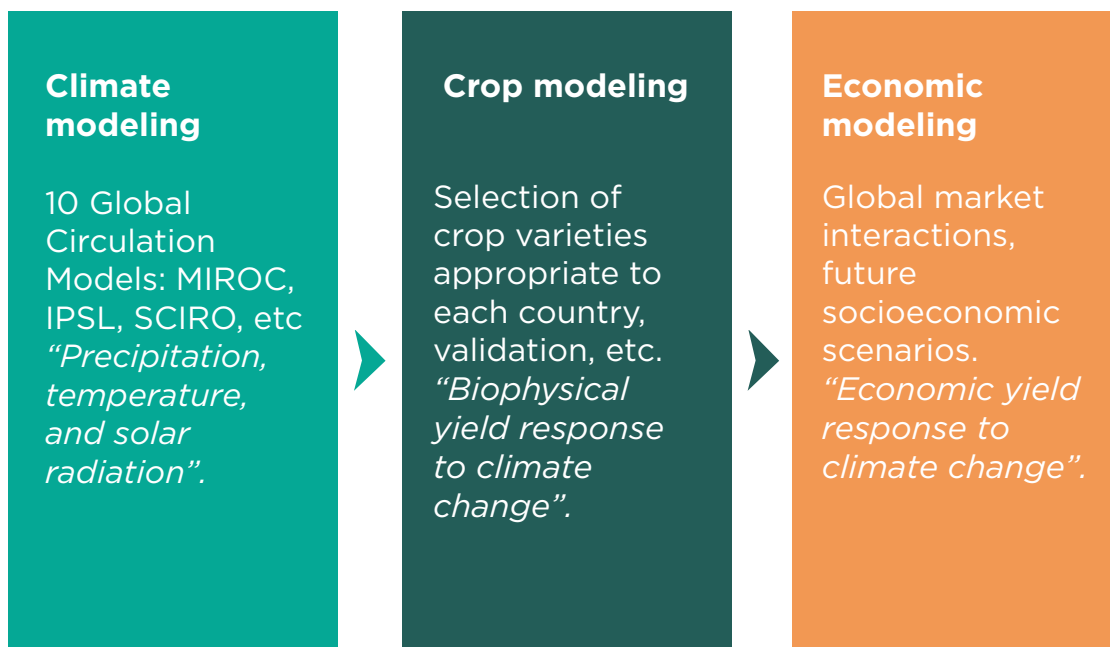 Climate
modeling
10 Global
Circulation
Models: MIROC,
IPSL, SCIRO, etc
“Precipitation,
temperature,
and solar
radiation”.
Crop modeling
Selection of
crop varieties
appropriate to
each country,
validation, etc.
“Biophysical
yield response
to climate
change”.
Economic
modeling
Global market
interactions,
future
socioeconomic
scenarios.
“Economic yield
response to
climate change”.